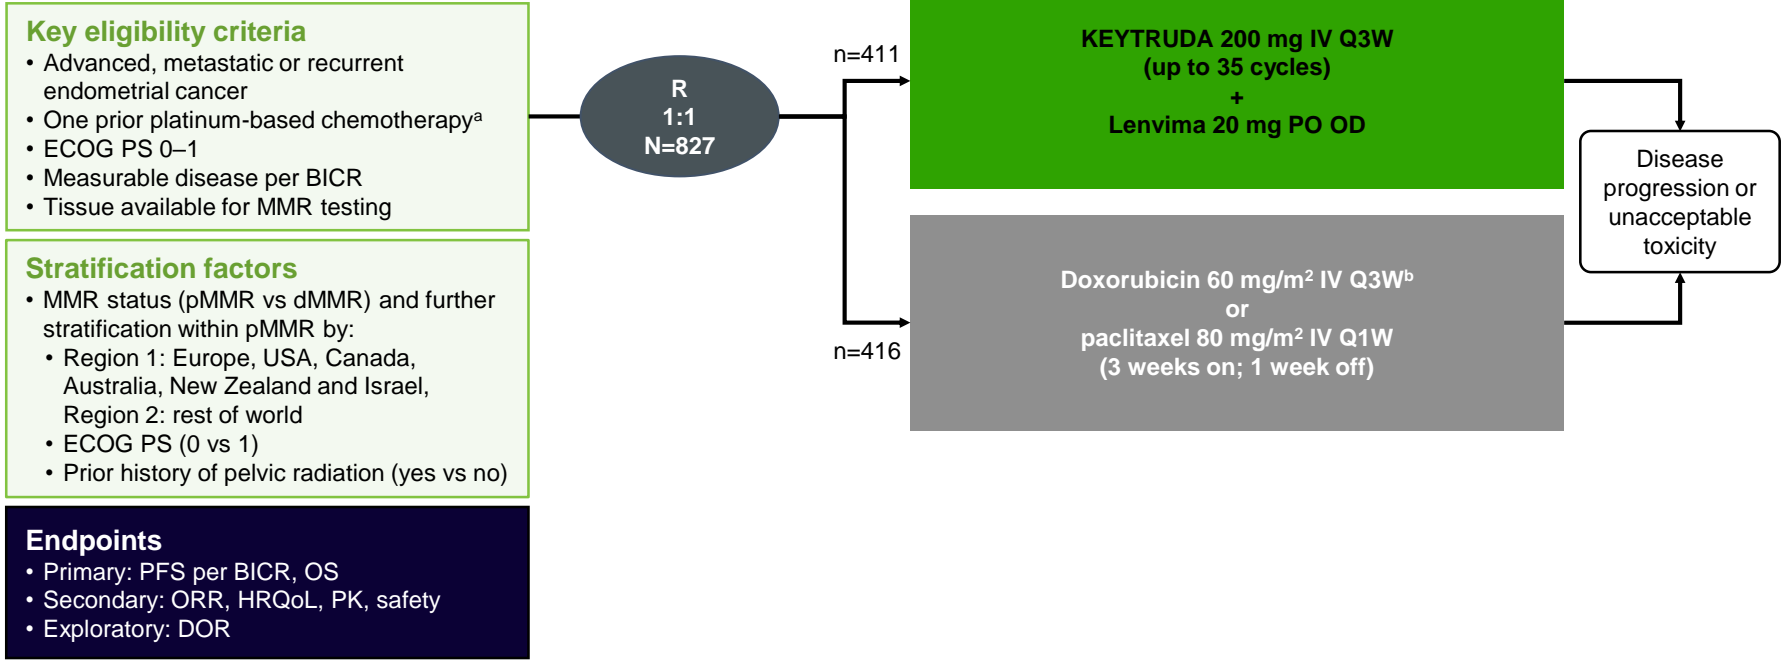 Key eligibility criteria
• Advanced, metastatic or recurrent
endometrial cancer
• One prior platinum-based chemotherapyᵃ
• ECOG PS 0–1
• Measurable disease per BICR
• Tissue available for MMR testing
Stratification factors
• MMR status (pMMR vs dMMR) and further
stratification within pMMR by:
• Region 1: Europe, USA, Canada,
Australia, New Zealand and Israel,
Region 2: rest of world
• ECOG PS (0 vs 1)
• Prior history of pelvic radiation (yes vs no)
Endpoints
• Primary: PFS per BICR, OS
• Secondary: ORR, HRQoL, PK, safety
• Exploratory: DOR
R
1:1
N=827
n=411
n=416
KEYTRUDA 200 mg IV Q3W
(up to 35 cycles)
+
Lenvima 20 mg PO OD
Doxorubicin 60 mg/m² IV Q3Wᵇ
or
paclitaxel 80 mg/m² IV Q1W
(3 weeks on; 1 week off)
Disease
progression or
unacceptable
toxicity